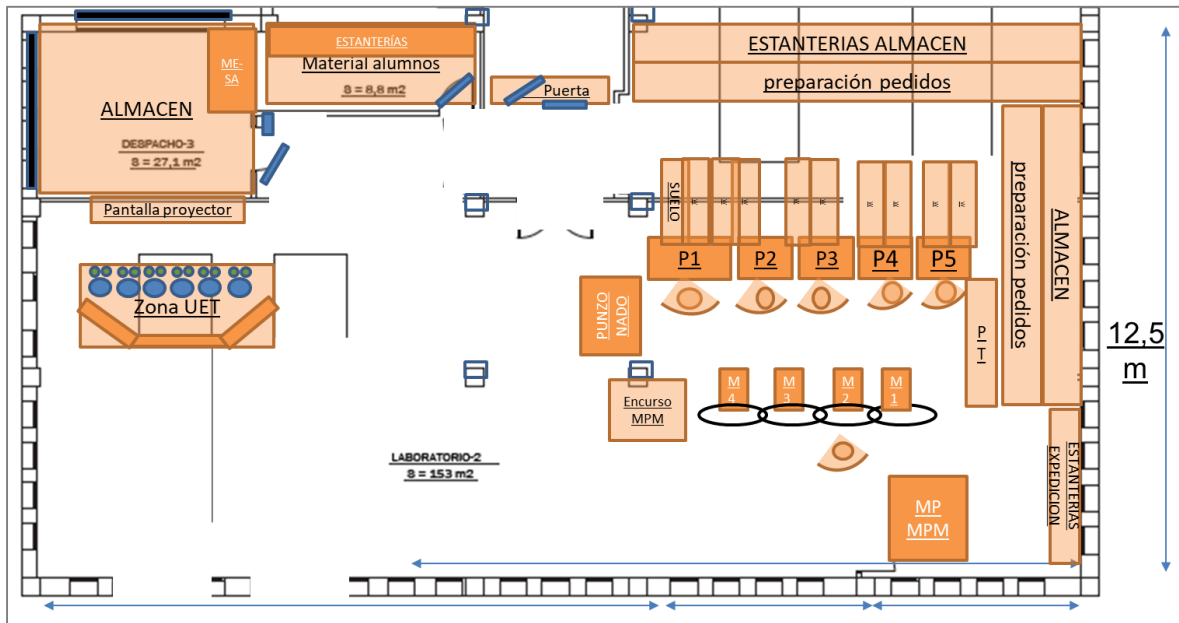 ESTANTERÍAS
Material alumnos
S = 8,8 m2
ME-
SA
ALMACEN
DESPACHO-3
S = 27,1 m2
Puerta
ESTANTERIAS ALMACEN
preparación pedidos
Pantalla proyector
SUELO
P1
P2
P3
P4
P5
preparación pedidos
ALMACEN
Zona UET
PUNZO
NADO
P
T I
12,5
m
Encurso
MPM
M
4
M
3
M
2
M
1
LABORATORIO-2
S = 153 m2
ESTANTERIAS
EXPEDICION
MP
MPM